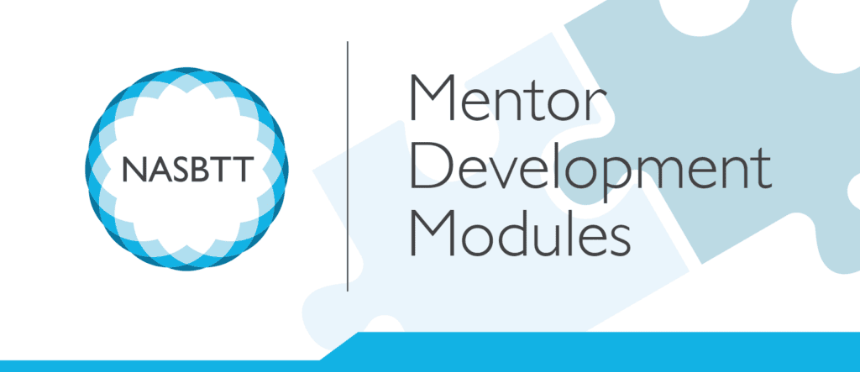 NASBTT
Mentor
Development
Modules